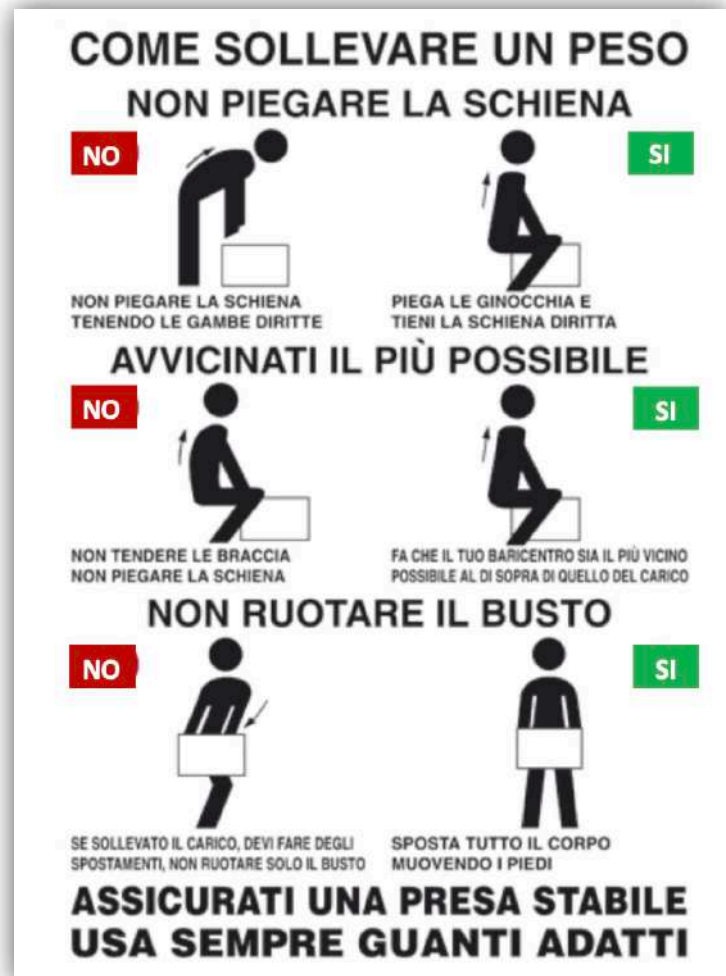 COME SOLLEVARE UN PESO
NON PIEGARE LA SCHIENA
NO
SI
NON PIEGARE LA SCHIENA
TENENDO LE GAMBE DIRITTE
PIEGA LE GINOCCHIA E
TIENI LA SCHIENA DIRITTA
AVVICINATI IL PIÙ POSSIBILE
NO
SI
NON TENDERE LE BRACCIA
NON PIEGARE LA SCHIENA
FA CHE IL TUO BARICENTRO SIA IL PIÙ VICINO
POSSIBILE AL DI SOPRA DI QUELLO DEL CARICO
NON RUOTARE IL BUSTO
NO
SI
SE SOLLEVATO IL CARICO, DEVI FARE DEGLI
SPOSTAMENTI, NON RUOTARE SOLO IL BUSTO
SPOSTA TUTTO IL CORPO
MUOVENDO I PIEDI
ASSICURATI UNA PRESA STABILE
USA SEMPRE GUANTI ADATTI